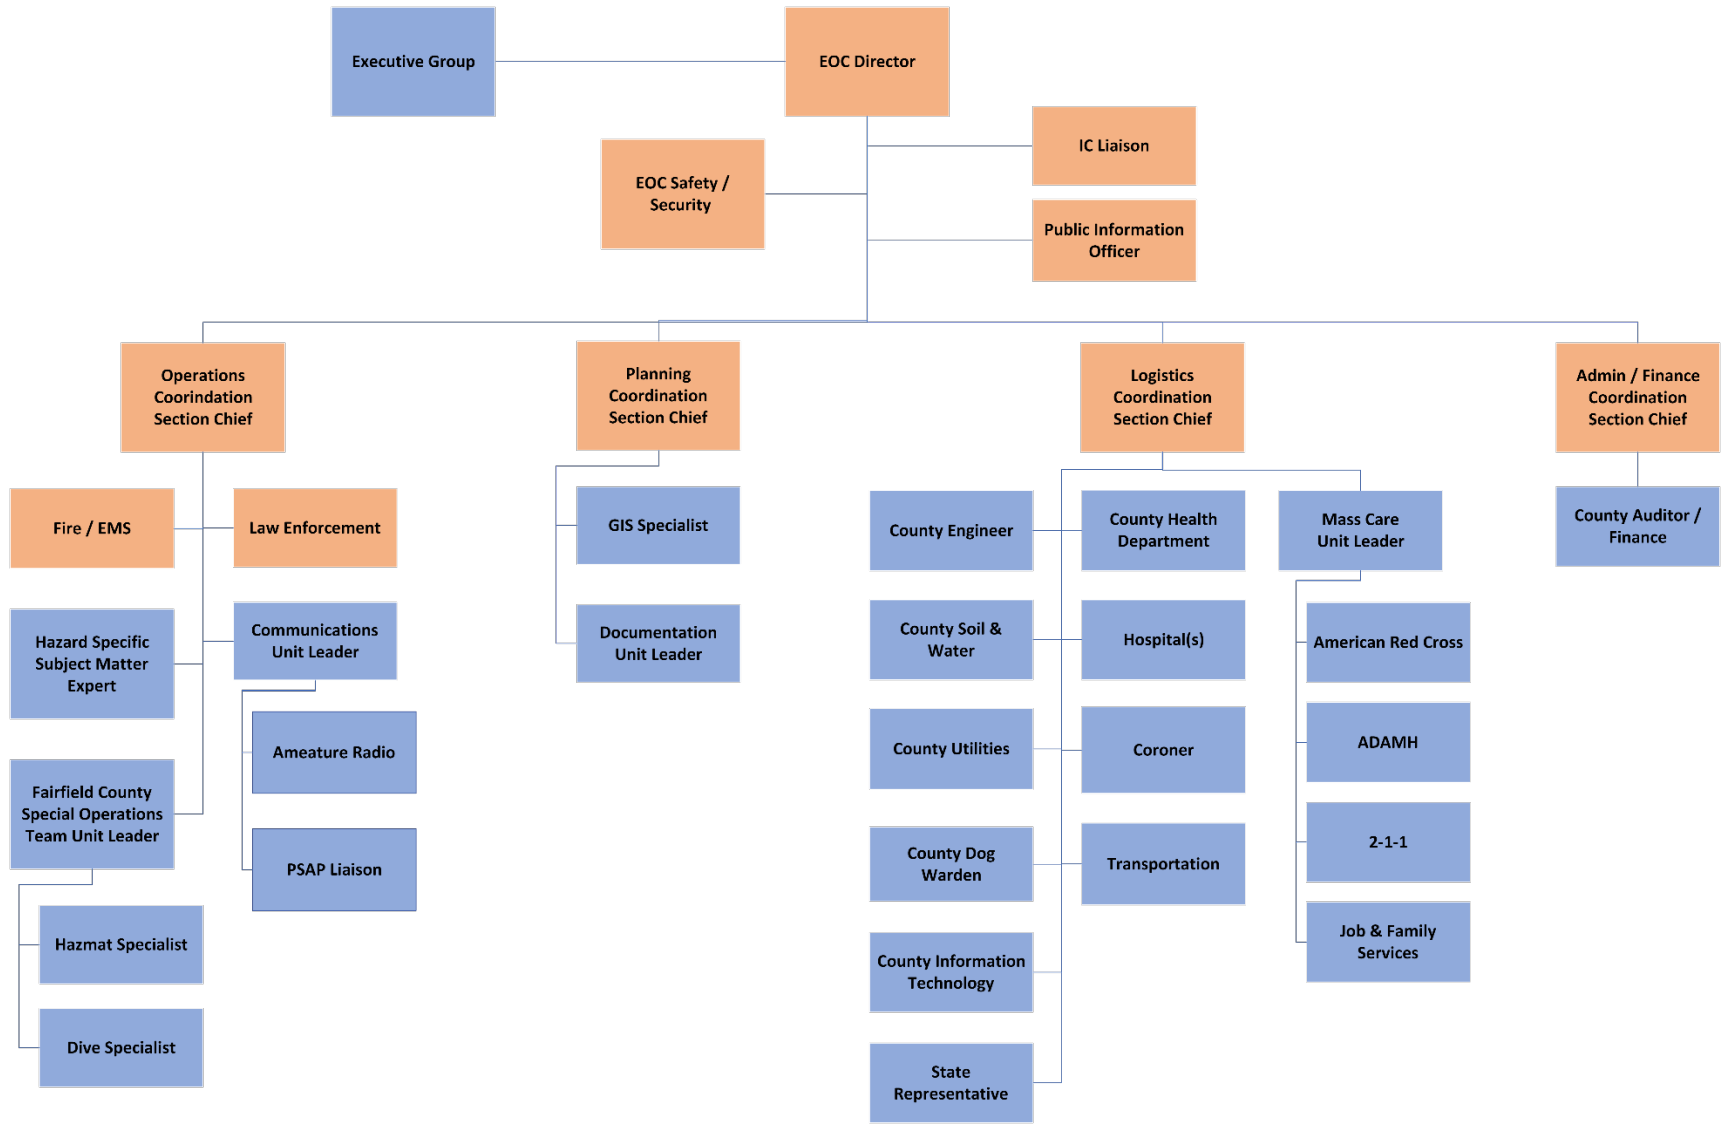 Executive Group
EOC Director
IC Liaison
EOC Safety /
Security
Public Information
Officer
Operations
Coorindation
Section Chief
Planning
Coordination
Section Chief
Logistics
Coordination
Section Chief
Admin / Finance
Coordination
Section Chief
Fire / EMS
Law Enforcement
Hazard Specific
Subject Matter
Expert
Communications
Unit Leader
Ameature Radio
PSAP Liaison
Fairfield County
Special Operations
Team Unit Leader
Hazmat Specialist
Dive Specialist
GIS Specialist
Documentation
Unit Leader
County Engineer
County Health
Department
County Soil &
Water
Hospital(s)
County Utilities
Coroner
County Dog
Warden
Transportation
County Information
Technology
State
Representative
Mass Care
Unit Leader
American Red Cross
ADAMH
2-1-1
Job & Family
Services
County Auditor /
Finance